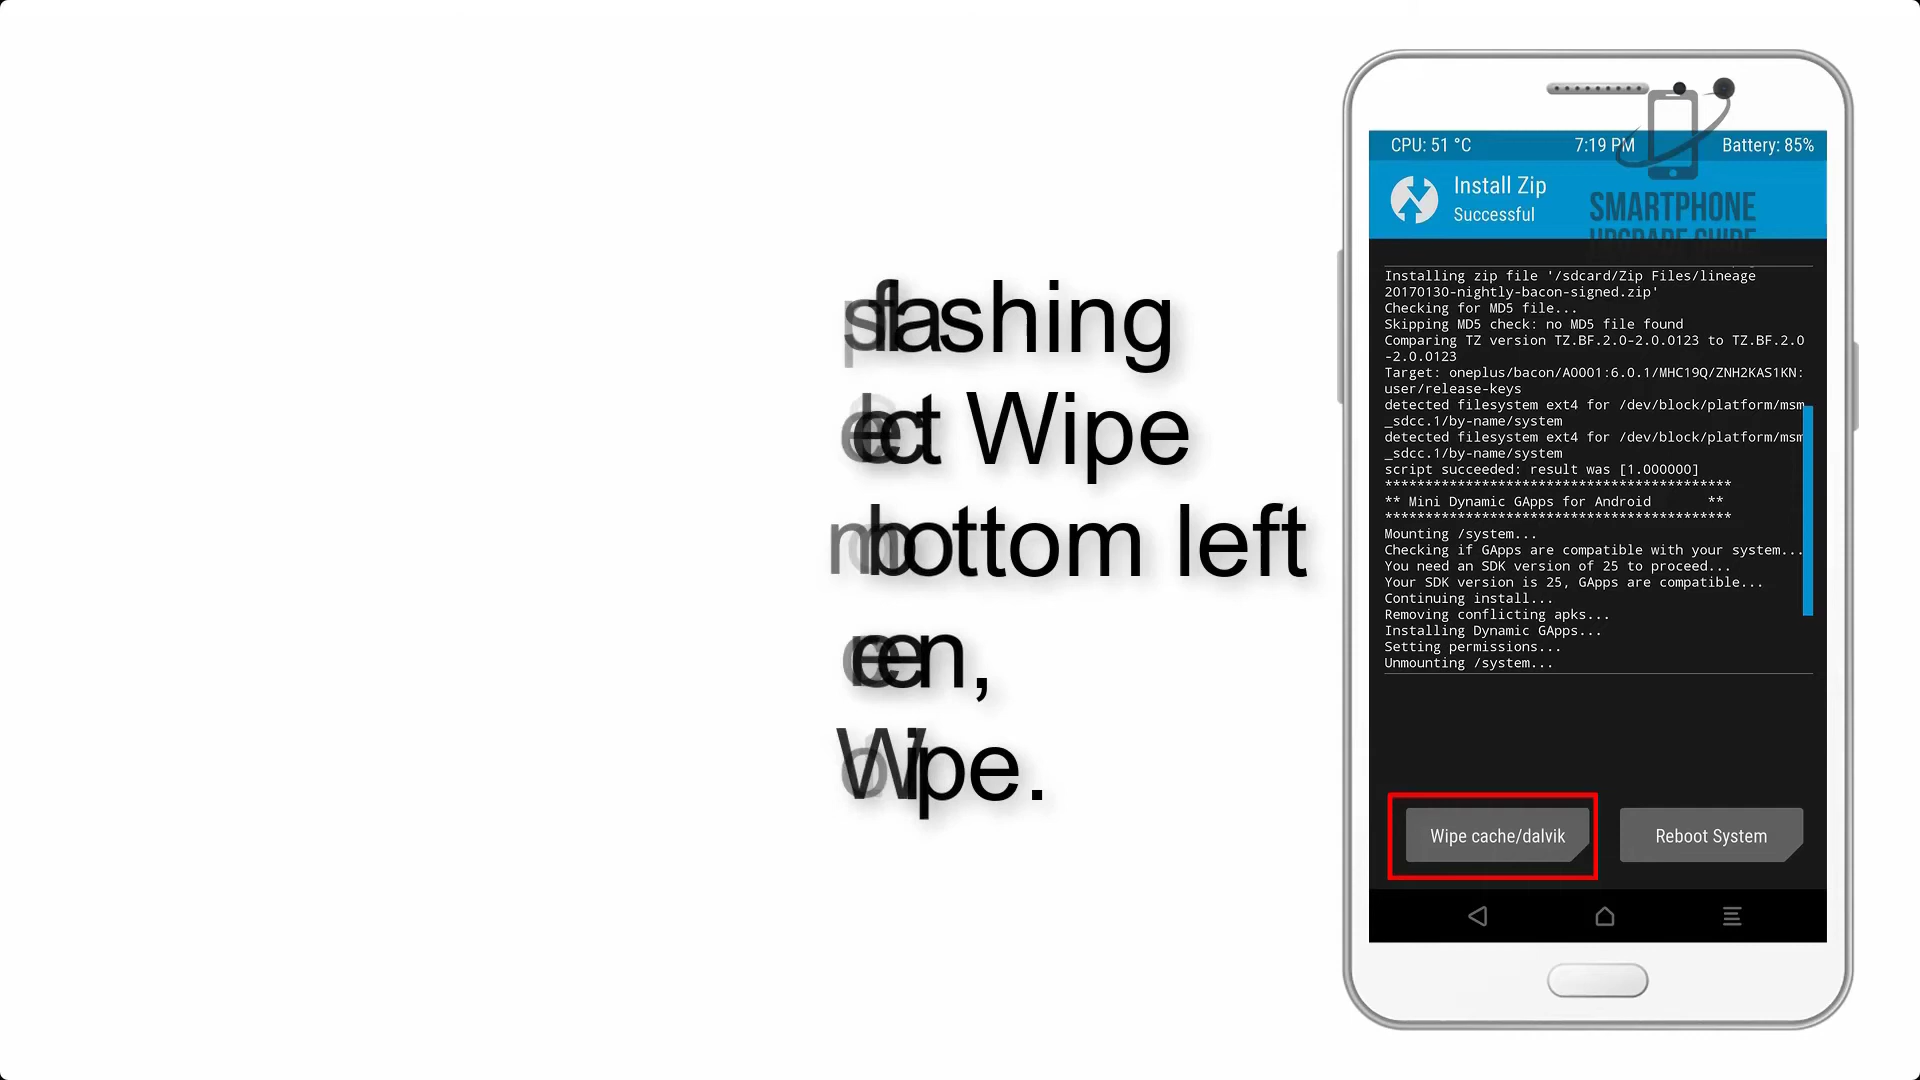 flashing
Wipe
bottom left
Wipe.
CPU: 51 °C 7:19 PM Battery: 85%
Install Zip
Successful
SMARTPHONE
UPGRADE GUIDE
Installing zip file '/sdcard/Zip Files/lineage
20170130-nightly-bacon-signed.zip'
Checking for MD5 file...
Skipping MD5 check: no MD5 file found
Comparing TZ version TZ.BF.2.0-2.0.0123 to TZ.BF.2.0
-2.0.0123
Target: oneplus/bacon/A0001:6.0.1/MHC19Q/ZNH2KAS1KN:
user/release-keys
detected filesystem ext4 for /dev/block/platform/msm
_sdcc.1/by-name/system
detected filesystem ext4 for /dev/block/platform/msm
_sdcc.1/by-name/system
script succeeded: result was [1.000000]
*******************************************
** Mini Dynamic GApps for Android **
*******************************************
Mounting /system...
Checking if GApps are compatible with your system...
You need an SDK version of 25 to proceed...
Your SDK version is 25, GApps are compatible...
Continuing install...
Removing conflicting apks...
Installing Dynamic GApps...
Setting permissions...
Unmounting /system...
Wipe cache/dalvik
Reboot System